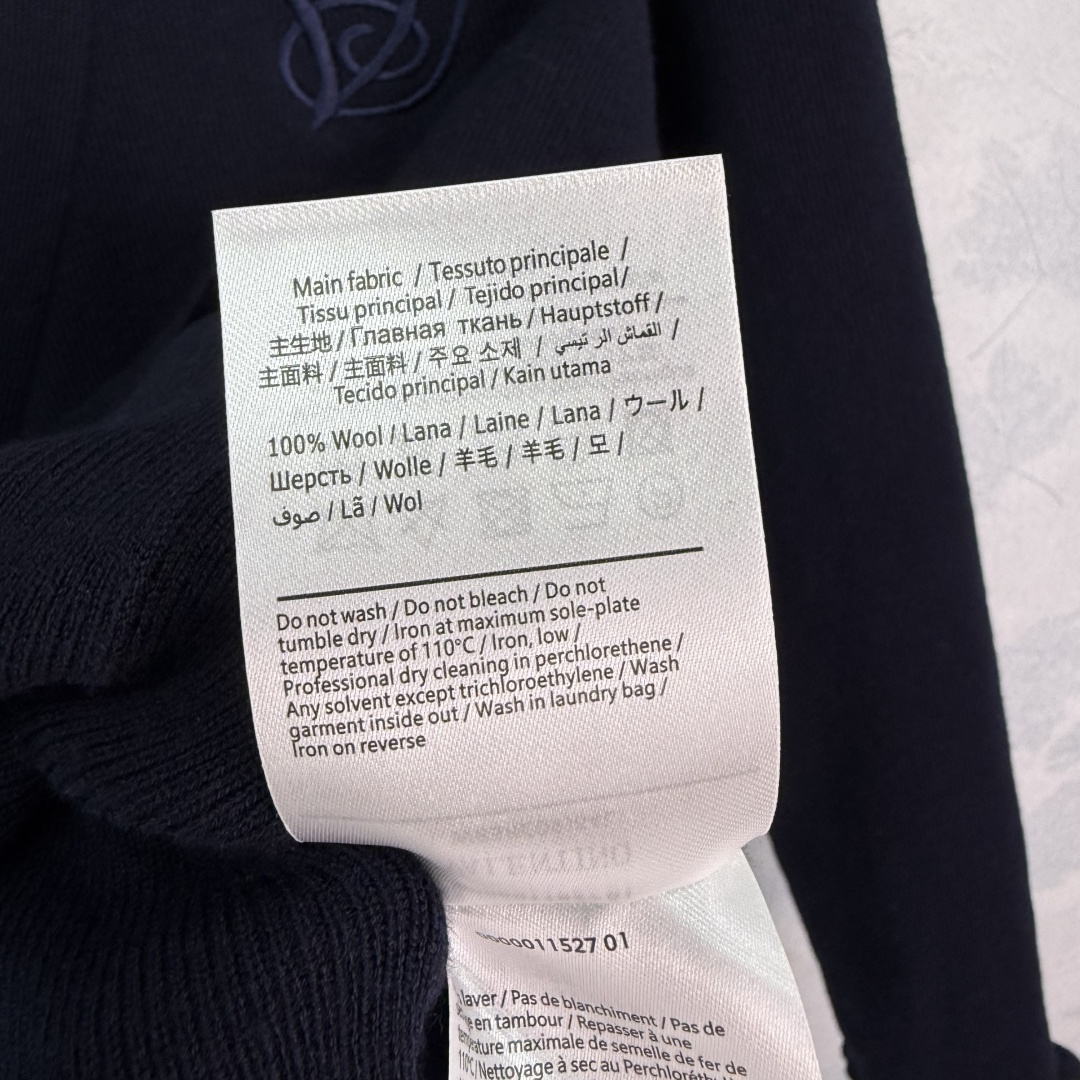 Main fabric / Tessuto principale /
Tissu principal / Tejido principal/
主生地/Главная ткань/Hauptstoff/
主面料/主面料/주요 소재 / القماش الر تيسي /
Tecido principal / Kain utama
100% Wool / Lana / Laine / Lana / ウール /
Шерсть / Wolle / 羊毛 / 羊毛 / 모 /
صوف / Lã / Wol
Do not wash / Do not bleach / Do not
tumble dry / Iron at maximum sole-plate
temperature of 110°C / Iron, low /
Professional dry cleaning in perchlorethene /
Any solvent except trichloroethylene / Wash
garment inside out / Wash in laundry bag /
Iron on reverse
11527 01
laver / Pas de blanchiment / Pas de
en tambour / Repasser à une
maximale de semelle de fer de
110°C/Nettoyage à sec au